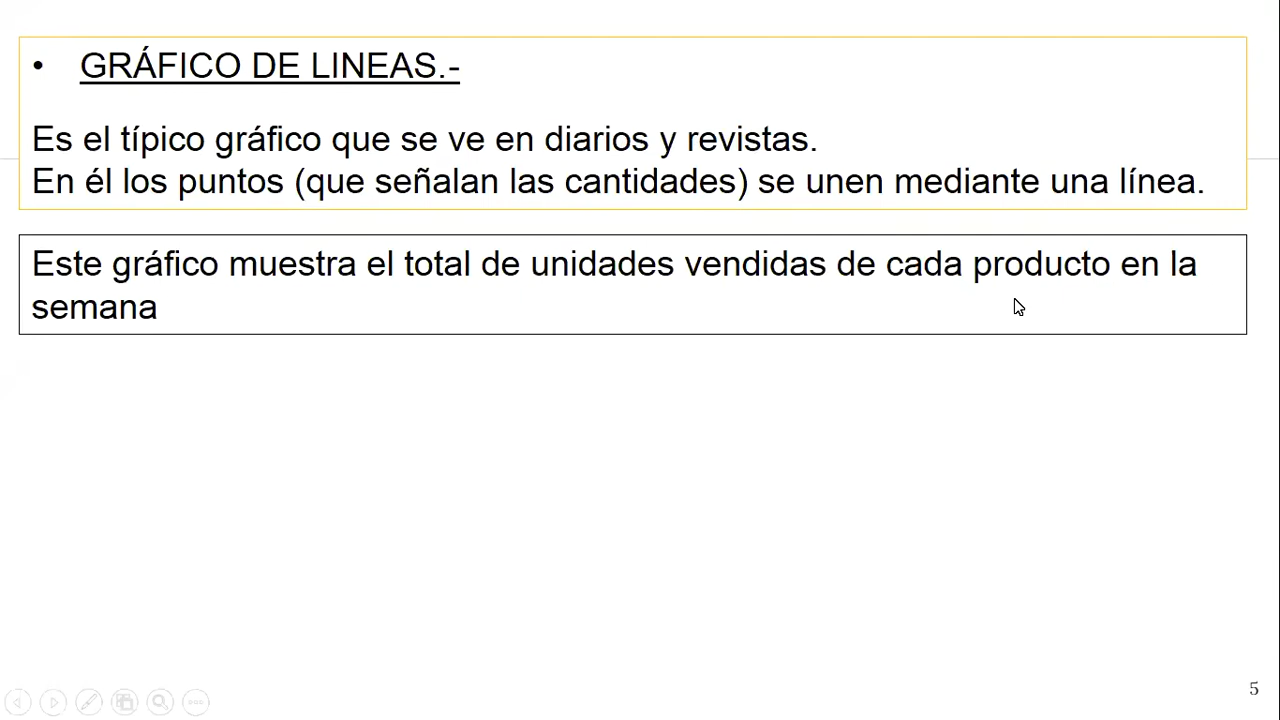 • GRÁFICO DE LINEAS.-
Es el típico gráfico que se ve en diarios y revistas.
En él los puntos (que señalan las cantidades) se unen mediante una línea.
Este gráfico muestra el total de unidades vendidas de cada producto en la
semana
5